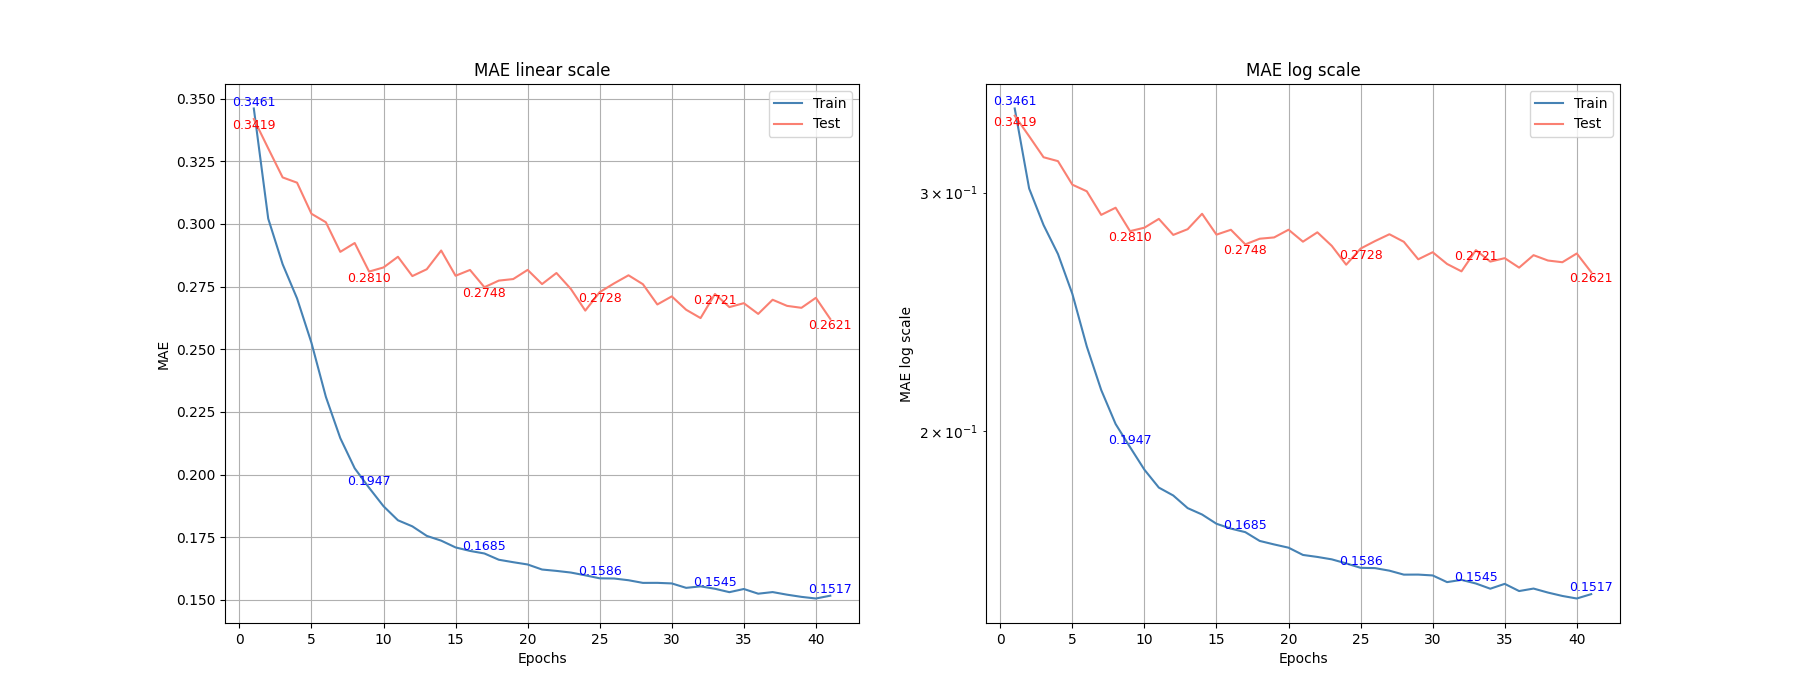 MAE linear scale
0.350
0.325
0.300
0.275
0.250
0.225
0.200
0.175
0.150
MAE
0.3461
0.3419
0.2810
0.2748
0.2728
0.2721
0.2621
0.1947
0.1685
0.1586
0.1545
0.1517
Train
Test
0 5 10 15 20 25 30 35 40
Epochs
MAE log scale
3 × 10⁻¹
2 × 10⁻¹
MAE log scale
0.3461
0.3419
0.2810
0.2748
0.2728
0.2721
0.2621
0.1947
0.1685
0.1586
0.1545
0.1517
Train
Test
0 5 10 15 20 25 30 35 40
Epochs